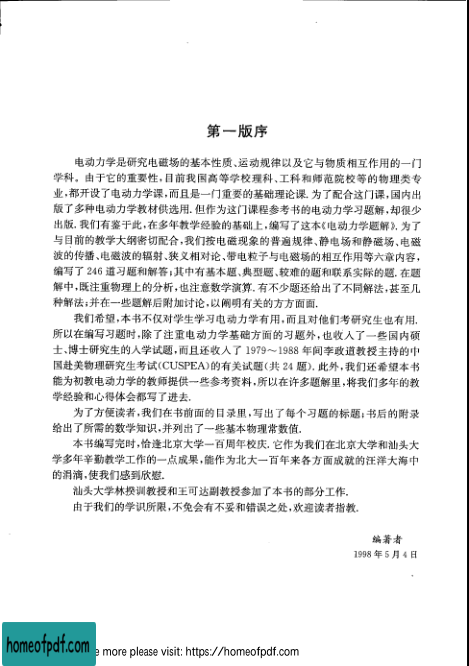 第一版序
电动力学是研究电磁场的基本性质、运动规律以及它与物质相互作用的一门
学科. 由于它的重要性,目前我国高等学校理科、工科和师范院校等的物理类专
业,都开设了电动力学课,而且是一门重要的基础理论课. 为了配合这门课,国内出
版了多种电动力学教材供选用. 但作为这门课程参考书的电动力学习题解,却很少
出版. 我们有鉴于此,在多年教学经验的基础上,编写了这本《电动力学题解》. 为了
与目前的教学大纲密切配合,我们按电磁现象的普遍规律、静电场和静磁场、电磁
波的传播、电磁波的辐射、狭义相对论、带电粒子与电磁场的相互作用等六章内容,
编写了 246 道习题和解答;其中有基本题、典型题、较难的题和联系实际的题. 在题
解中,既注重物理上的分析,也注意数学演算. 有不少题还给出了不同解法,甚至几
种解法;并在一些题解后附加讨论,以阐明有关的方方面面.
我们希望,本书不仅对学生学习电动力学有用,而且对他们考研究生也有用.
所以在编写习题时,除了注重电动力学基础方面的习题外,也收入了一些国内硕
士、博士研究生的入学试题,而且还收入了 1979～1988 年间李政道教授主持的中
国赴美物理研究生考试(CUSPEA)的有关试题(共 24 题). 此外,我们还希望本书
能为初教电动力学的教师提供一些参考资料,所以在许多题解里,将我们多年的教
学经验和心得体会都写了进去.
为了方便读者,我们在书前面的目录里,写出了每个习题的标题;书后的附录
给出了所需的数学知识,并列出了一些基本物理常数值.
本书编写完时,恰逢北京大学一百周年校庆. 它作为我们在北京大学和汕头大
学多年辛勤教学工作的一点成果,能作为北大一百年来各方面成就的汪洋大海中
的涓滴,使我们感到欣慰.
汕头大学林揆训教授和王可达副教授参加了本书的部分工作.
由于我们的学识所限,不免会有不妥和错误之处,欢迎读者指教.
编著者
1998 年 5 月 4 日
homeofpdf.com
e more please visit: https://homeofpdf.com